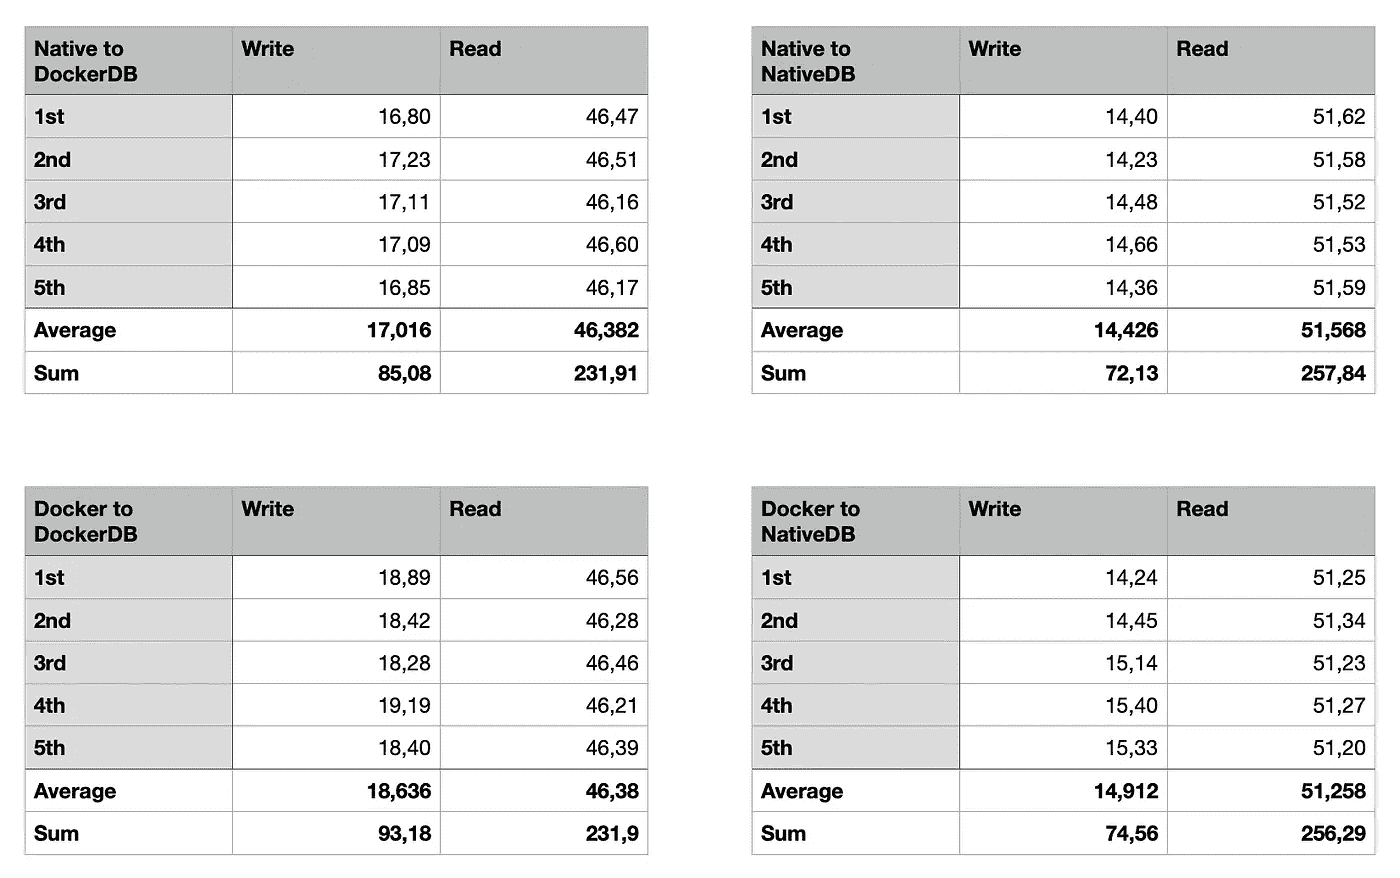 Native to DockerDB Write Read
1st 16,80 46,47
2nd 17,23 46,51
3rd 17,11 46,16
4th 17,09 46,60
5th 16,85 46,17
Average 17,016 46,382
Sum 85,08 231,91
Native to NativeDB Write Read
1st 14,40 51,62
2nd 14,23 51,58
3rd 14,48 51,52
4th 14,66 51,53
5th 14,36 51,59
Average 14,426 51,568
Sum 72,13 257,84
Docker to DockerDB Write Read
1st 18,89 46,56
2nd 18,42 46,28
3rd 18,28 46,46
4th 19,19 46,21
5th 18,40 46,39
Average 18,636 46,38
Sum 93,18 231,9
Docker to NativeDB Write Read
1st 14,24 51,25
2nd 14,45 51,34
3rd 15,14 51,23
4th 15,40 51,27
5th 15,33 51,20
Average 14,912 51,258
Sum 74,56 256,29